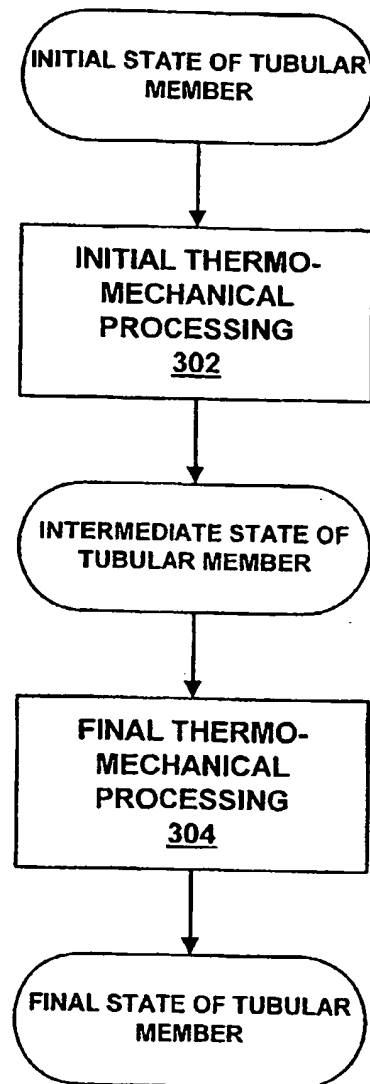 INITIAL STATE OF TUBULAR
MEMBER
INITIAL THERMO-
MECHANICAL
PROCESSING
302
INTERMEDIATE STATE OF
TUBULAR MEMBER
FINAL THERMO-
MECHANICAL
PROCESSING
304
FINAL STATE OF TUBULAR
MEMBER